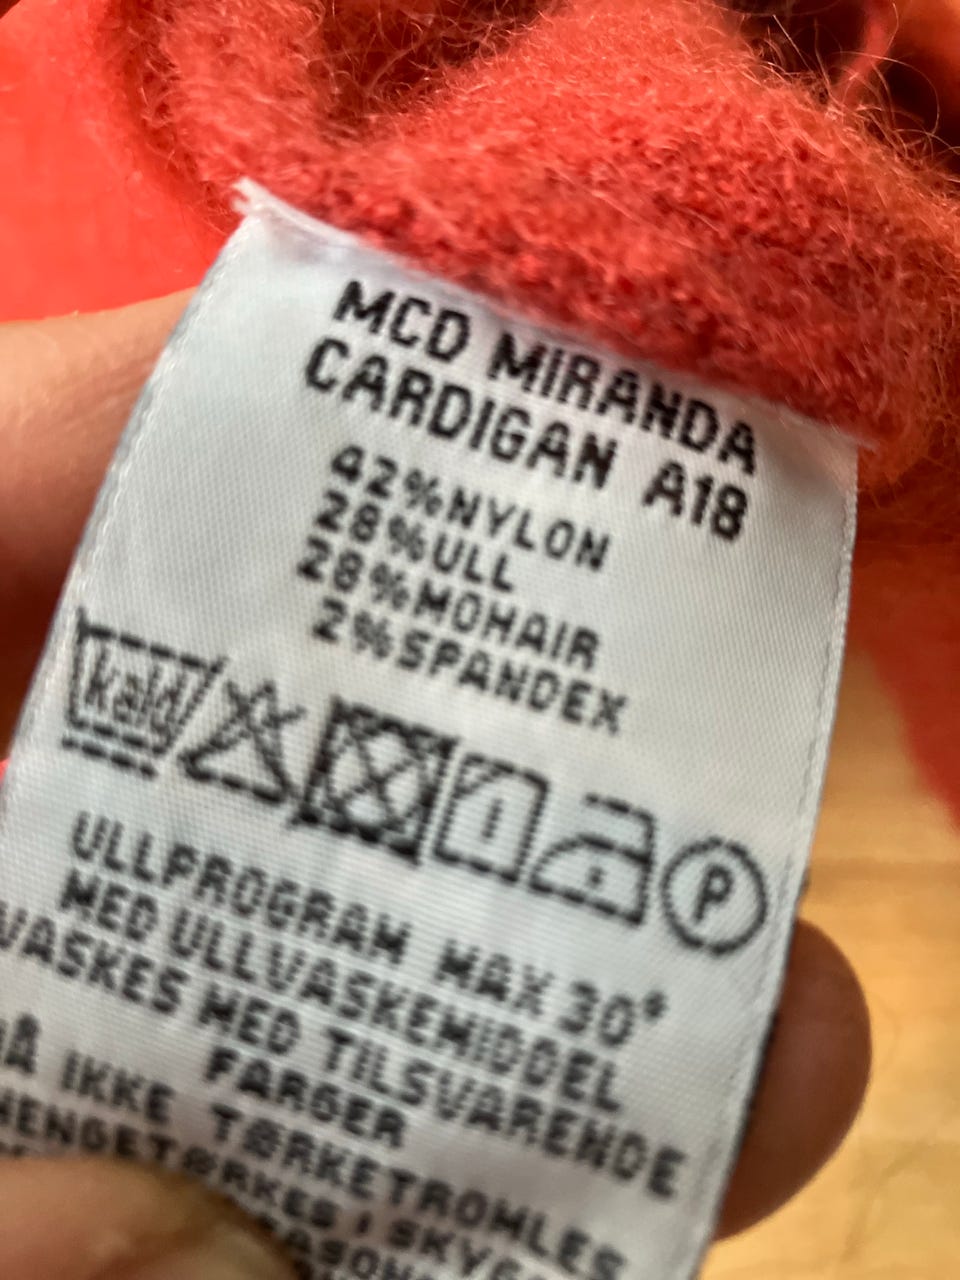 MCD MIRANDA
CARDIGAN A18
42%NYLON
28%ULL
28%MOHAIR
2%SPANDEX
kald
P
ULLPROGRAM MAX 30°
MED ULLVASKEMIDDEL
VASKES MED TILSVARENDE
FARGER
IKKE TØRKETROMLES
I